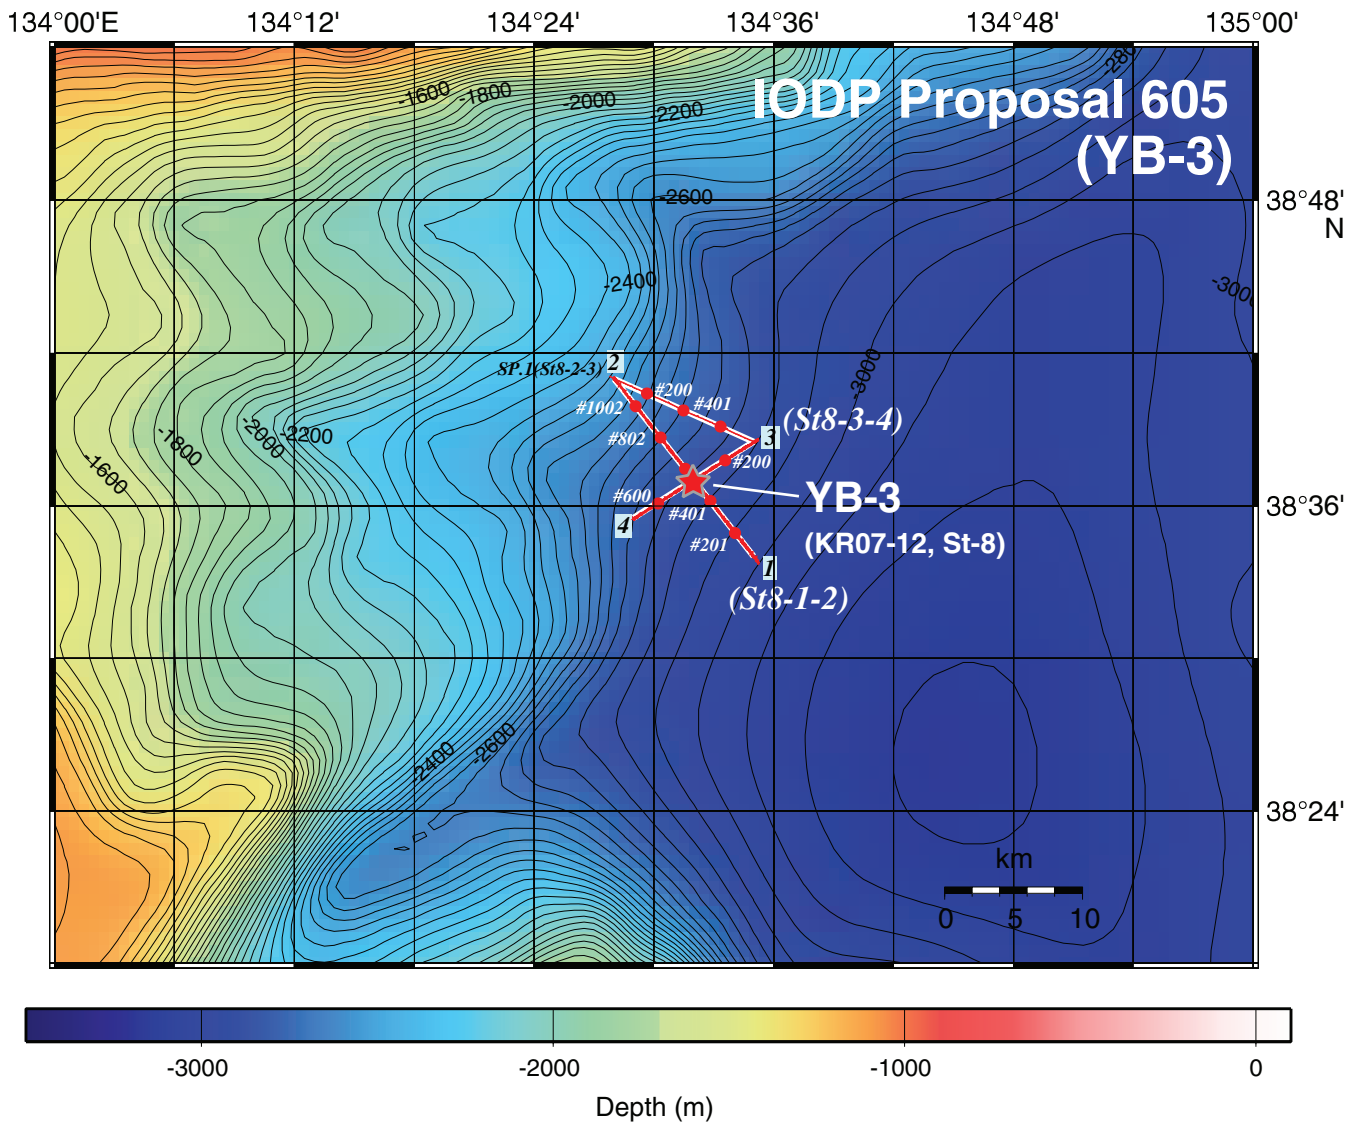 134°00'E 134°12' 134°24' 134°36' 134°48' 135°00'
-280
IODP Proposal 605
(YB-3)
-1600 -1800 -2000 -2200
-2600
38°48'
N
-2400
-3000
-3000
SP.1(St8-2-3) 2
#200
#1002 #401
(St8-3-4)
3
#802
#200
-1600 -1800 -2000 -2200
#600
YB-3
4 #401
38°36'
(KR07-12, St-8)
#201
1
(St8-1-2)
-2400 -2600
38°24'
km
0 5 10
-3000 -2000 -1000 0
Depth (m)